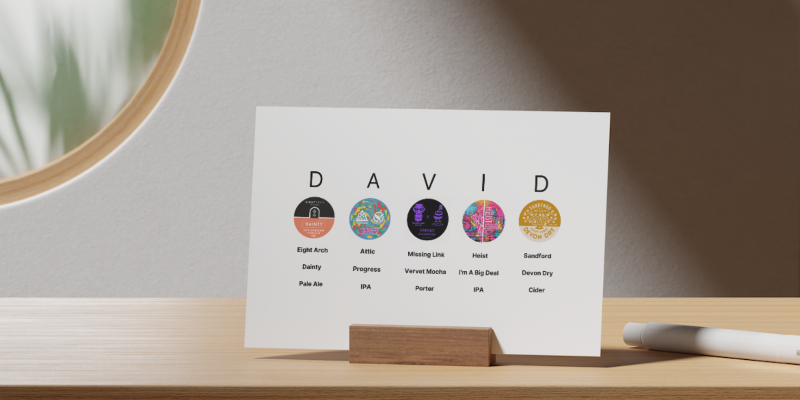 D A V I D
DAINTY
Eight Arch Attic Missing Link Heist Sandford
Dainty Progress Vervet Mocha I'm A Big Deal Devon Dry
Pale Ale IPA Porter IPA Cider